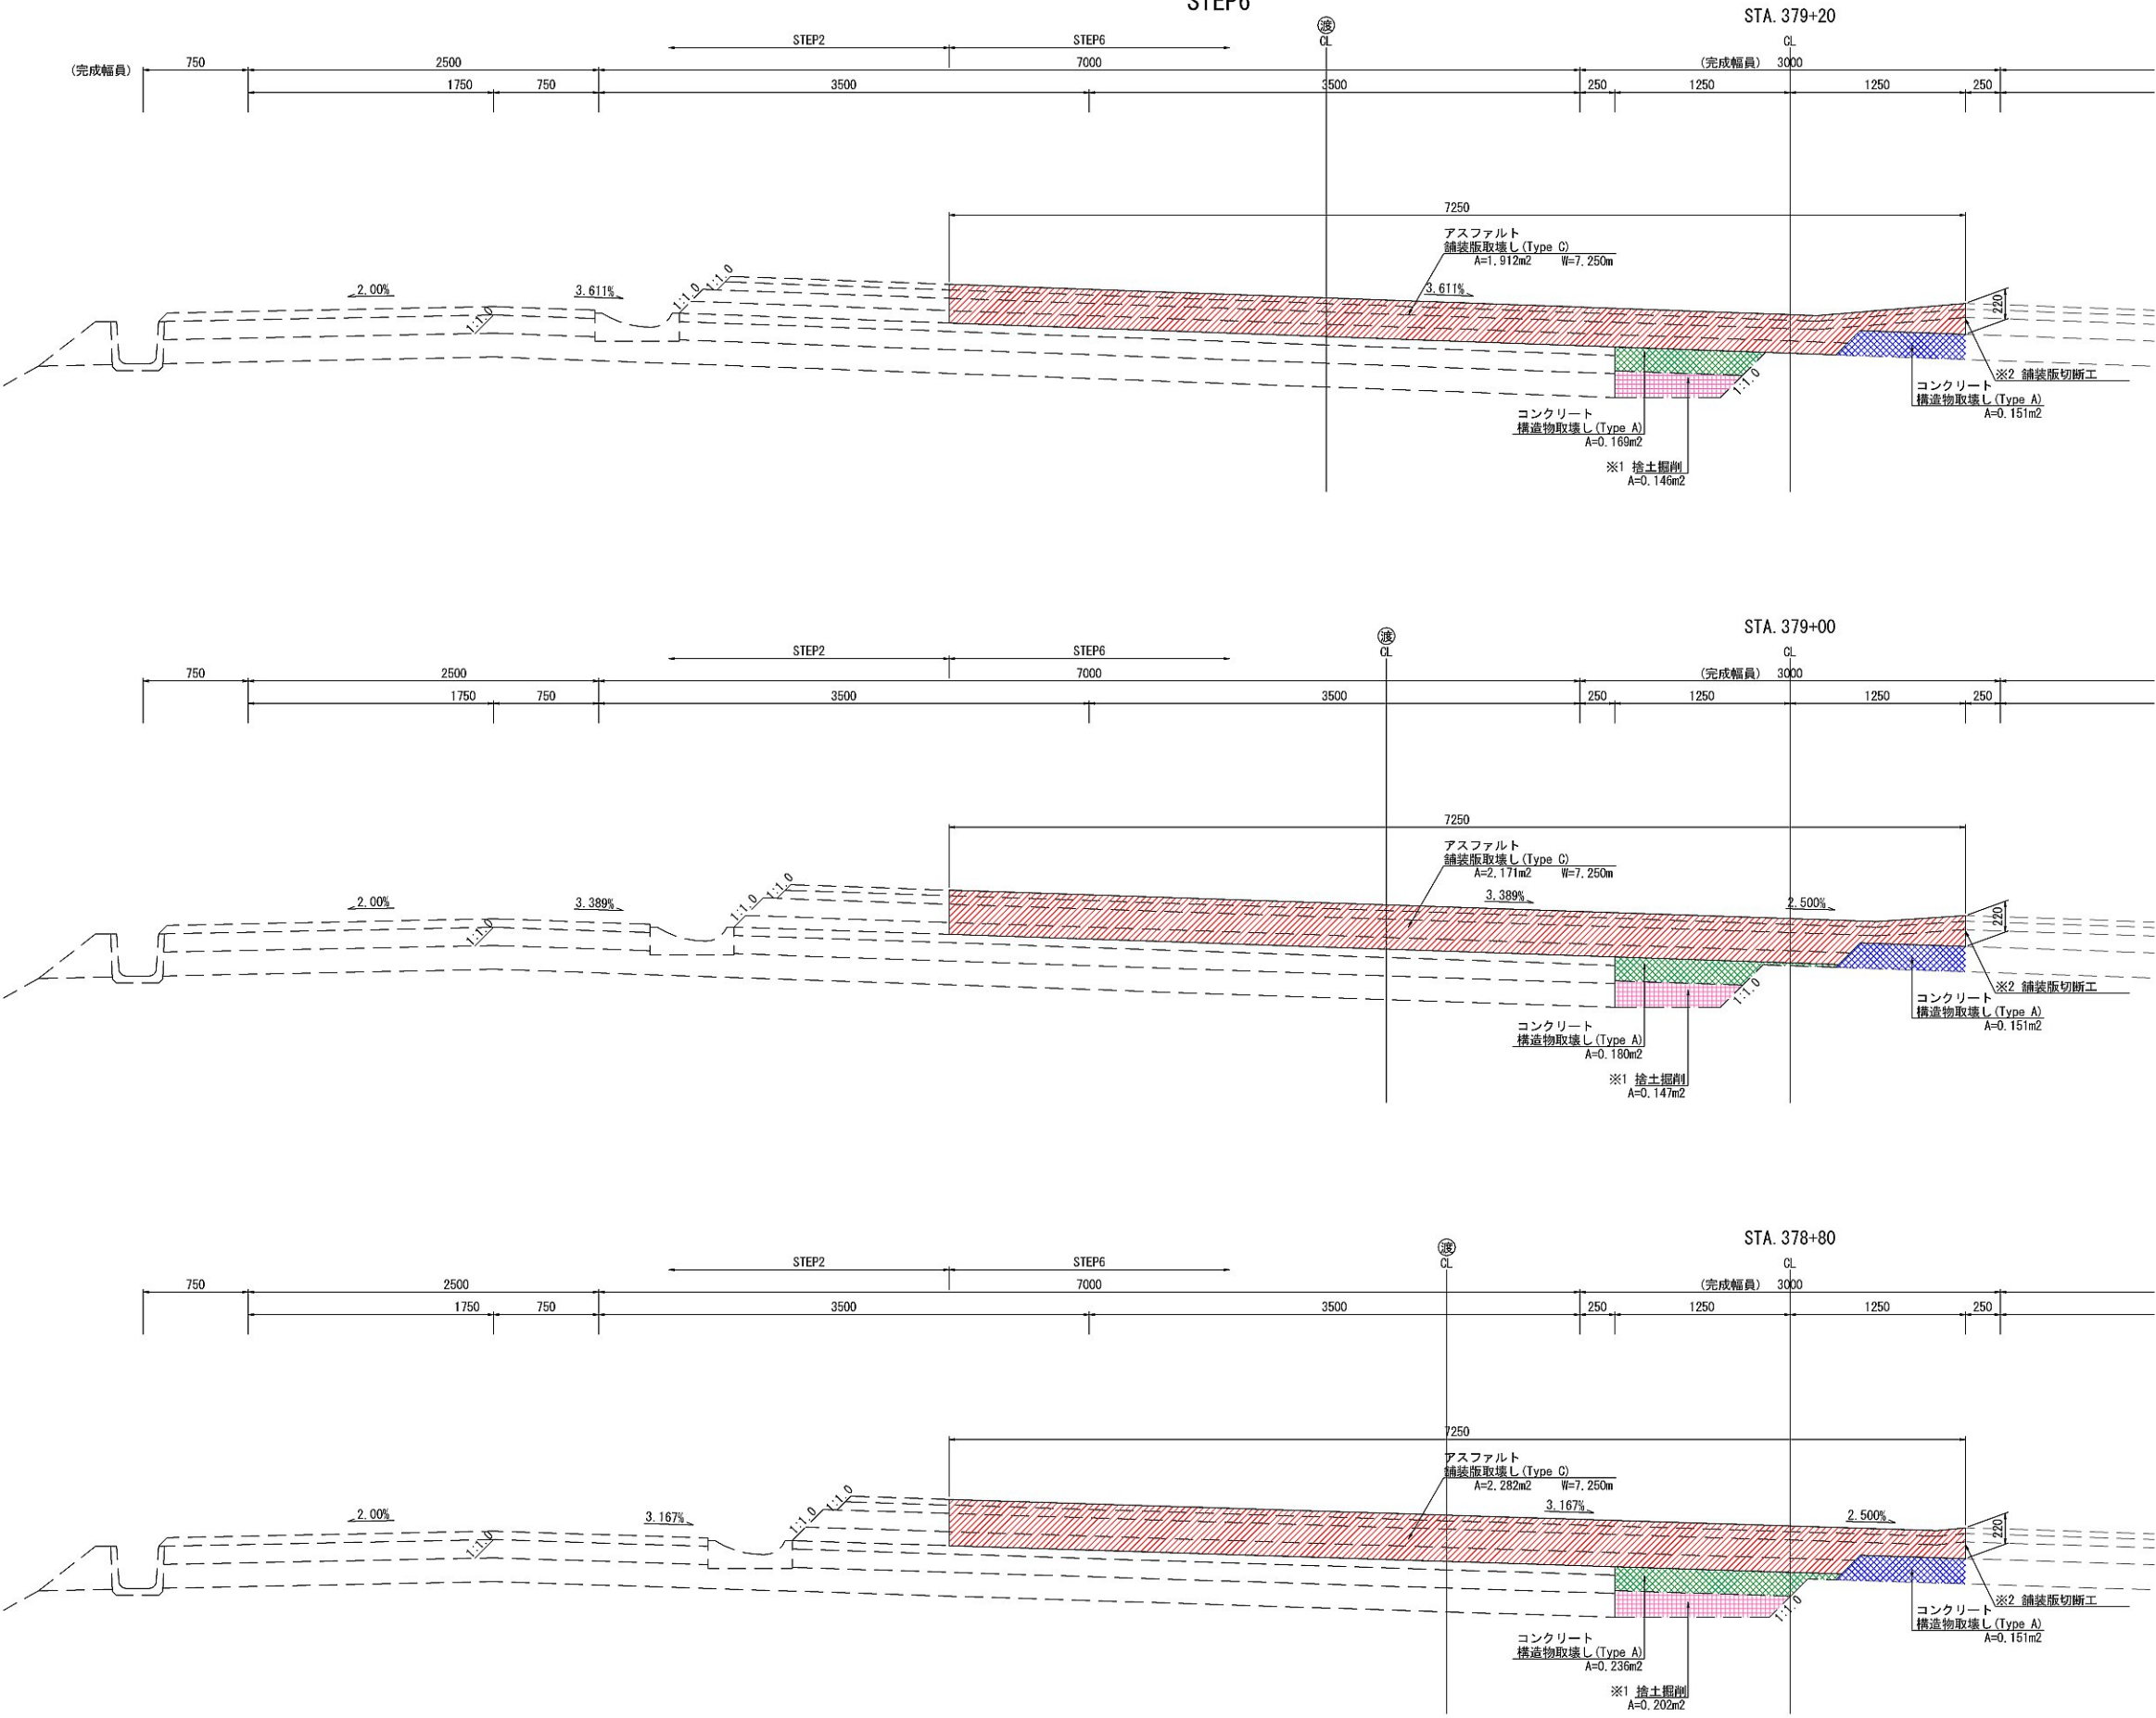 STEP6
STA.379+20
渡
CL
CL
STEP2
STEP6
(完成幅員)
750
2500
7000
(完成幅員) 3000
1750
750
3500
3500
250
1250
1250
250
7250
アスファルト
舗装版取壊し(Type C)
A=1.912m2 W=7.250m
2.00%
3.611%
1:1.0
1:1.0
1:1.0
3.611%
220
※2 舗装版切断工
1:1.0
コンクリート
構造物取壊し(Type A)
A=0.151m2
コンクリート
構造物取壊し(Type A)
A=0.169m2
※1 捨土掘削
A=0.146m2
STA.379+00
渡
CL
CL
STEP2
STEP6
750
2500
7000
(完成幅員) 3000
1750
750
3500
3500
250
1250
1250
250
7250
アスファルト
舗装版取壊し(Type C)
A=2.171m2 W=7.250m
2.00%
3.389%
1:1.0
1:1.0
1:1.0
3.389%
2.500%
220
※2 舗装版切断工
1:1.0
コンクリート
構造物取壊し(Type A)
A=0.151m2
コンクリート
構造物取壊し(Type A)
A=0.180m2
※1 捨土掘削
A=0.147m2
STA.378+80
渡
CL
CL
STEP2
STEP6
750
2500
7000
(完成幅員) 3000
1750
750
3500
3500
250
1250
1250
250
7250
アスファルト
舗装版取壊し(Type C)
A=2.282m2 W=7.250m
2.00%
3.167%
1:1.0
1:1.0
1:1.0
3.167%
2.500%
220
※2 舗装版切断工
1:1.0
コンクリート
構造物取壊し(Type A)
A=0.151m2
コンクリート
構造物取壊し(Type A)
A=0.236m2
※1 捨土掘削
A=0.202m2